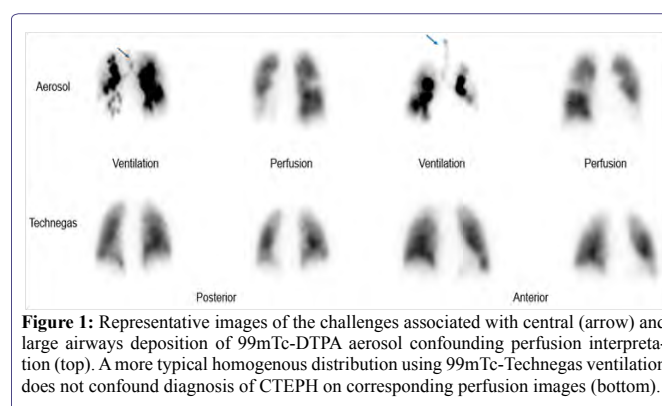 Aerosol
Ventilation Perfusion Ventilation Perfusion
Technegas
Posterior Anterior
Figure 1: Representative images of the challenges associated with central (arrow) and
large airways deposition of 99mTc-DTPA aerosol confounding perfusion interpreta-
tion (top). A more typical homogenous distribution using 99mTc-Technegas ventilation
does not confound diagnosis of CTEPH on corresponding perfusion images (bottom).